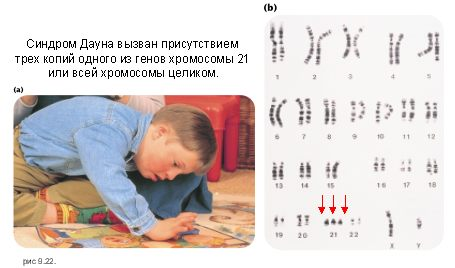 Синдром Дауна вызван присутствием
трех копий одного из генов хромосомы 21
или всей хромосомы целиком.
(a)
(b)
1 2 3 4 5
6 7 8 9 10 11 12
13 14 15 16 17 18
19 20 21 22 X Y
рис 9.22.